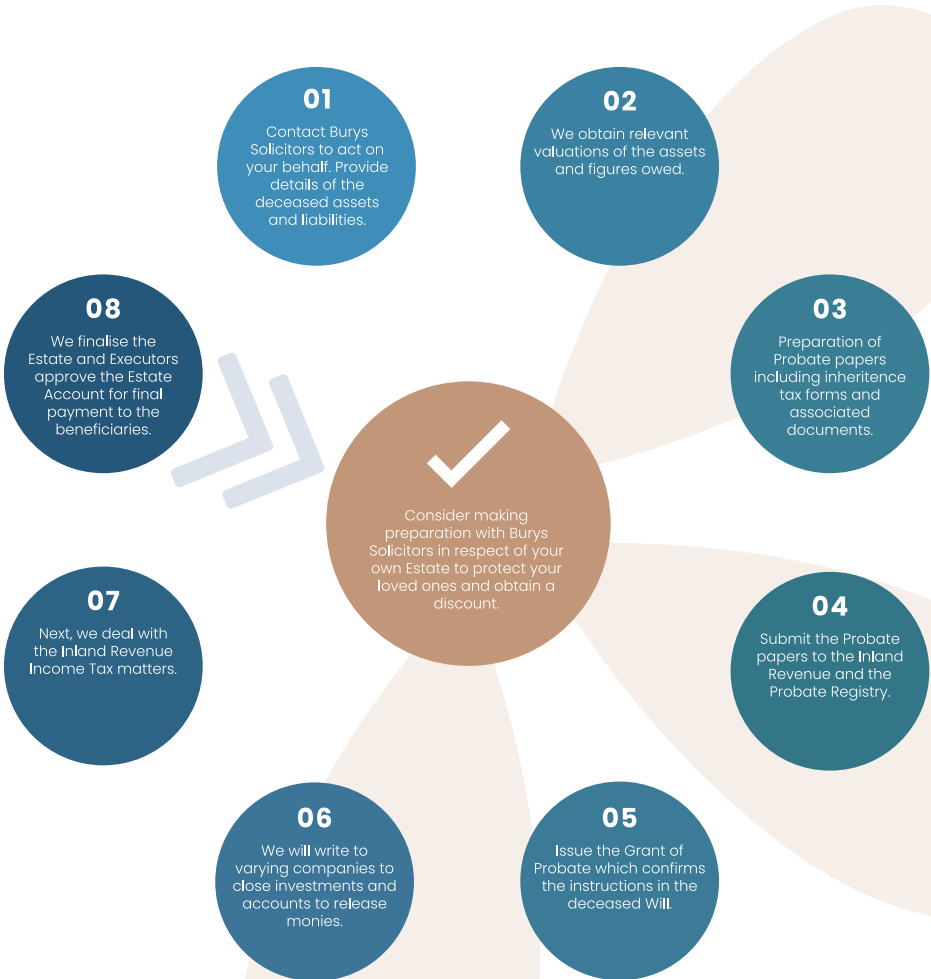 01
Contact Burys
Solicitors to act on
your behalf. Provide
details of the
deceased assets
and liabilities.
02
We obtain relevant
valuations of the assets
and figures owed.
03
Preparation of
Probate papers
including inheritence
tax forms and
associated
documents.
04
Submit the Probate
papers to the Inland
Revenue and the
Probate Registry.
05
Issue the Grant of
Probate which confirms
the instructions in the
deceased Will.
06
We will write to
varying companies to
close investments and
accounts to release
monies.
07
Next, we deal with
the Inland Revenue
Income Tax matters.
08
We finalise the
Estate and Executors
approve the Estate
Account for final
payment to the
beneficiaries.
Consider making
preparation with Burys
Solicitors in respect of your
own Estate to protect your
loved ones and obtain a
discount.